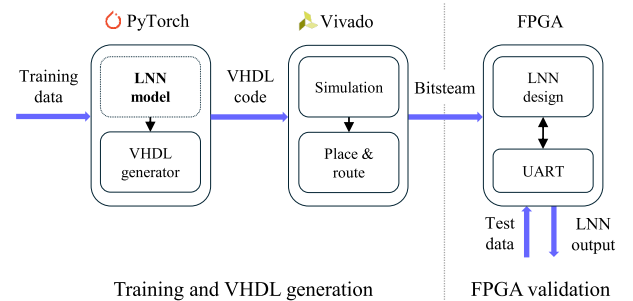 PyTorch
Vivado
FPGA
Training
data
LNN
model
VHDL
generator
VHDL
code
Simulation
Place &
route
Bitsteam
LNN
design
UART
Test
data
LNN
output
Training and VHDL generation
FPGA validation